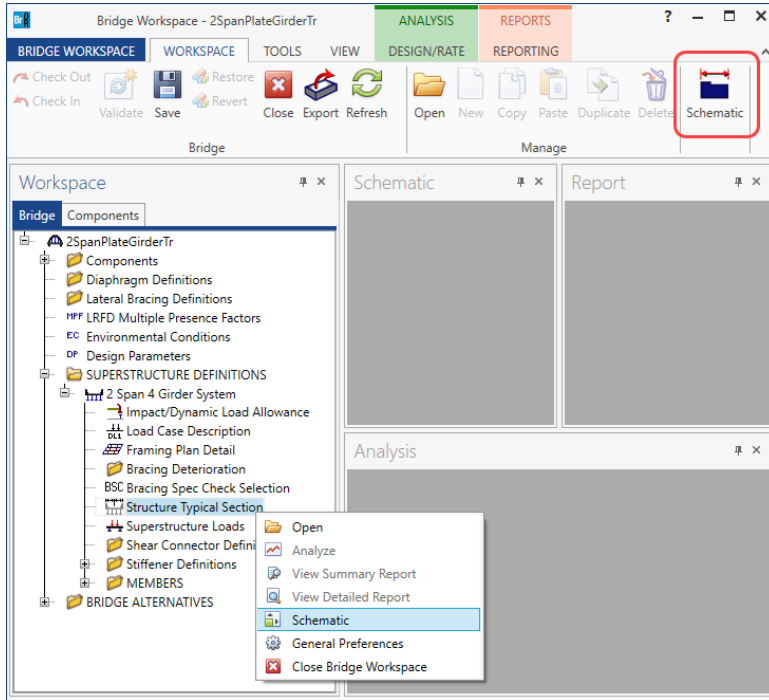 Br Bridge Workspace - 2SpanPlateGirderTr ANALYSIS REPORTS ?
BRIDGE WORKSPACE WORKSPACE TOOLS VIEW DESIGN/RATE REPORTING
Check Out
Check In
Validate
Save
Restore
Revert
Close Export Refresh
Open New Copy Paste Duplicate Delete
Schematic
Bridge
Manage
Workspace
Bridge Components
2SpanPlateGirderTr
Components
Diaphragm Definitions
Lateral Bracing Definitions
MPF LRFD Multiple Presence Factors
EC Environmental Conditions
DP Design Parameters
SUPERSTRUCTURE DEFINITIONS
2 Span 4 Girder System
Impact/Dynamic Load Allowance
DL1 Load Case Description
Framing Plan Detail
Bracing Deterioration
BSC Bracing Spec Check Selection
Structure Typical Section
Superstructure Loads
Shear Connector Defini
Stiffener Definitions
MEMBERS
BRIDGE ALTERNATIVES
Open
Analyze
View Summary Report
View Detailed Report
Schematic
General Preferences
Close Bridge Workspace
Schematic
Report
Analysis